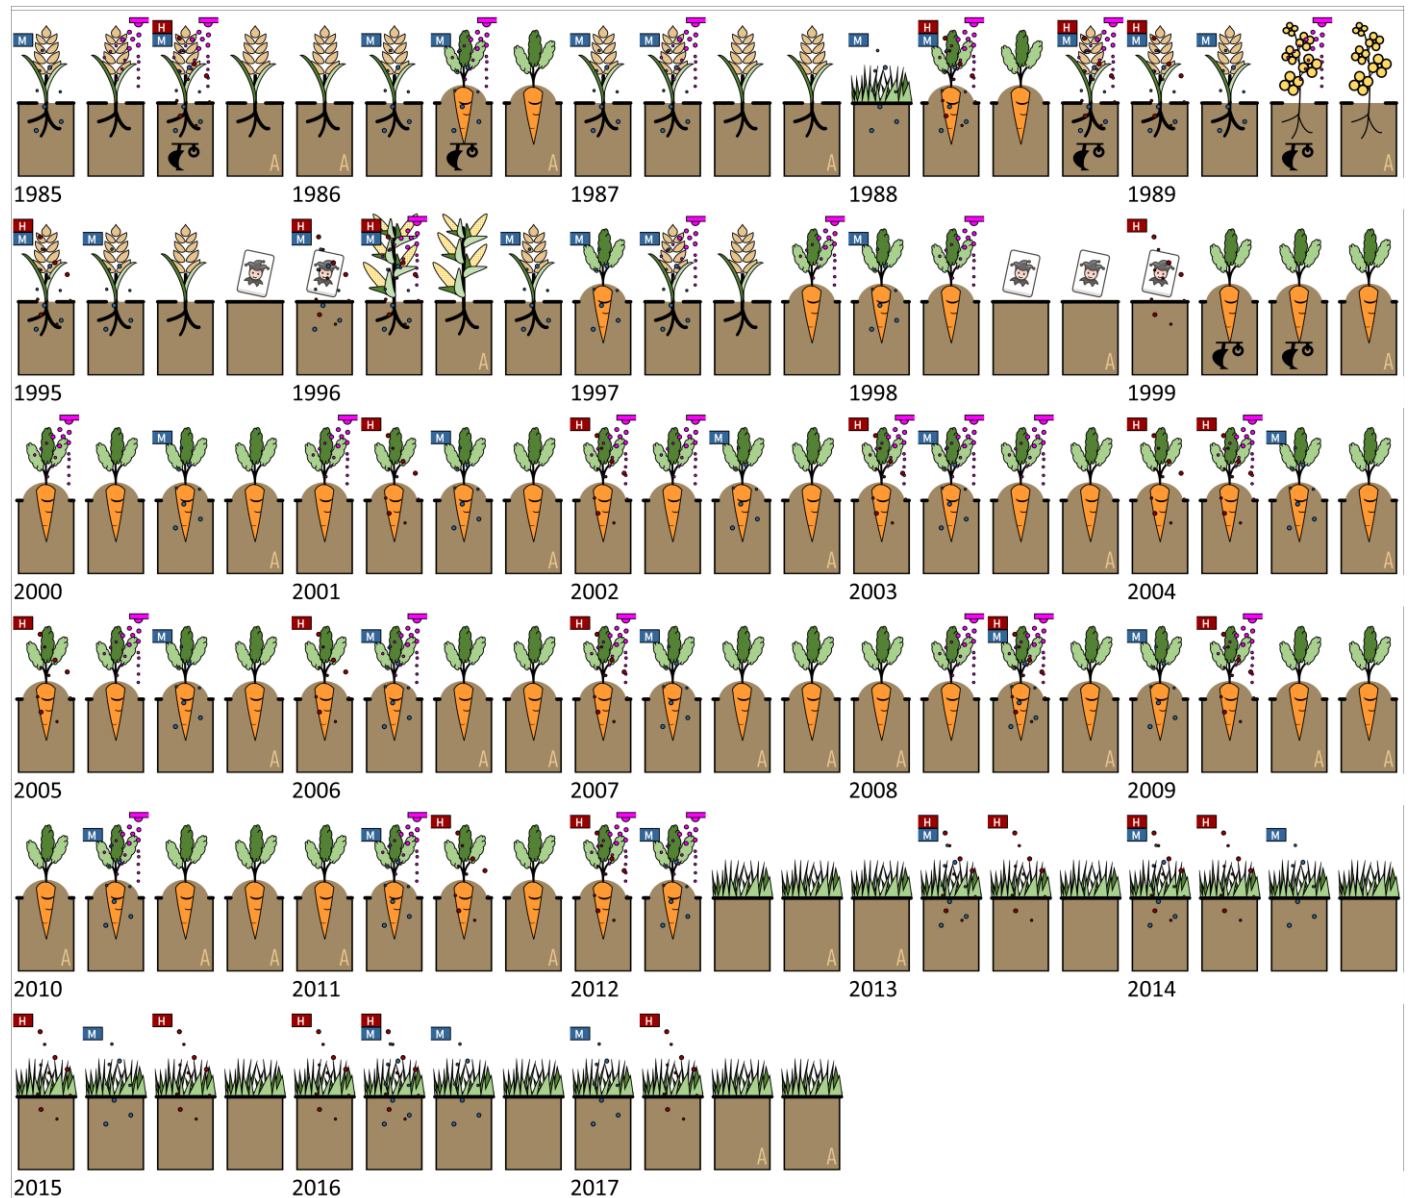 H H H H
M M M M M M M M M M M
A A A A A
1985 1986 1987 1988 1989
H H H H
M M M M M M M M
A A A
1995 1996 1997 1998 1999
H H H H H
M M M M M
A A A A A
2000 2001 2002 2003 2004
H H H H H
M M M M M
A A A A A A A A A
2005 2006 2007 2008 2009
H H H H H H
M M M M M M
A A A A A A A A
2010 2011 2012 2013 2014
H H H H H
M M M M
A A
2015 2016 2017